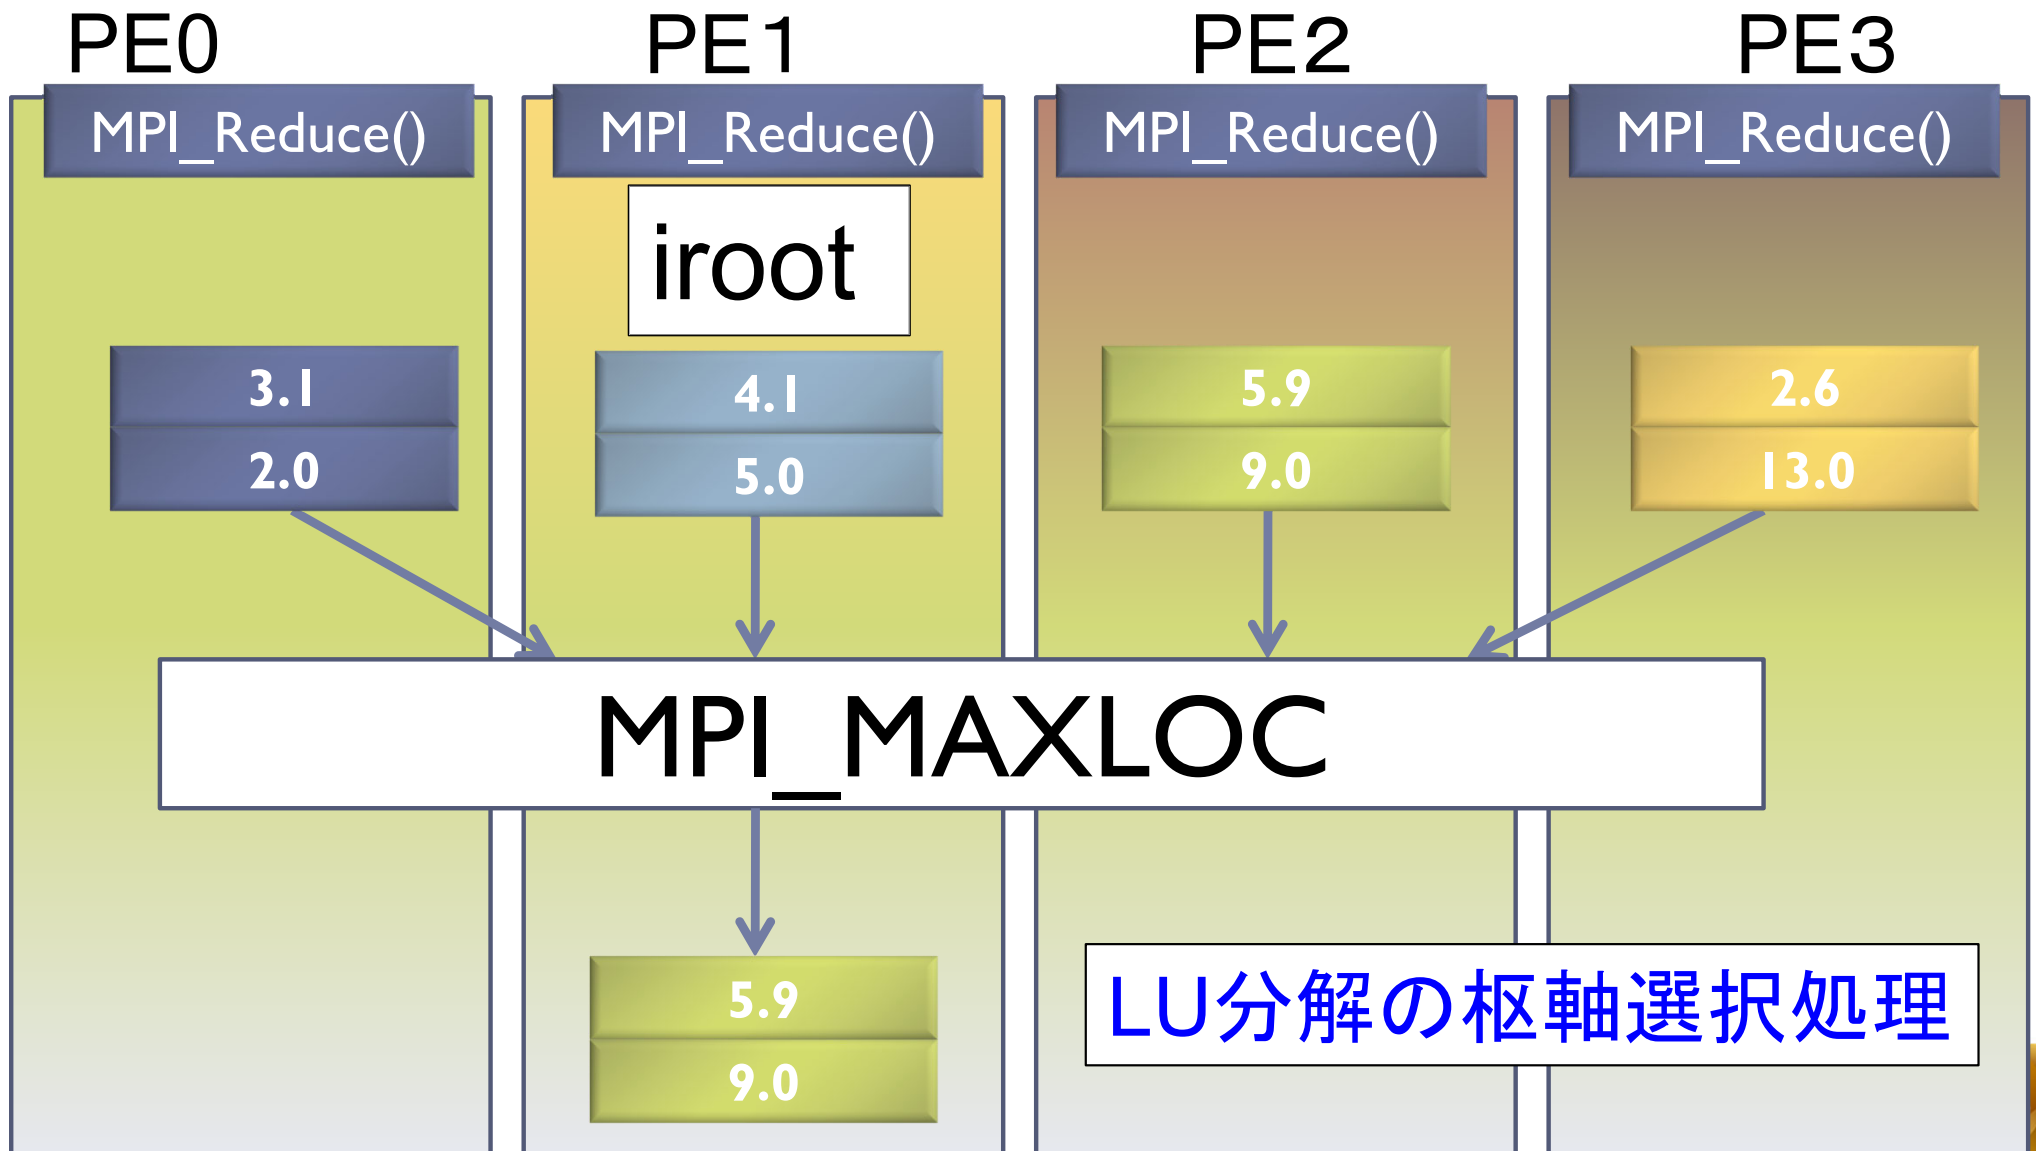 PE0
PE1
PE2
PE3
MPI_Reduce()
MPI_Reduce()
MPI_Reduce()
MPI_Reduce()
iroot
3.1
2.0
4.1
5.0
5.9
9.0
2.6
13.0
MPI_MAXLOC
5.9
9.0
LU分解の枢軸選択処理